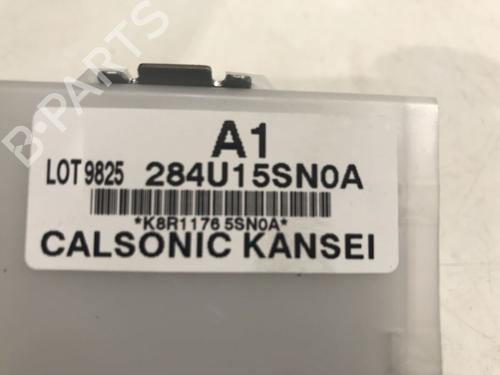 A1
LOT 9825 284U15SN0A
*K8R1176 5SN0A*
CALSONIC KANSEI
B-PARTS